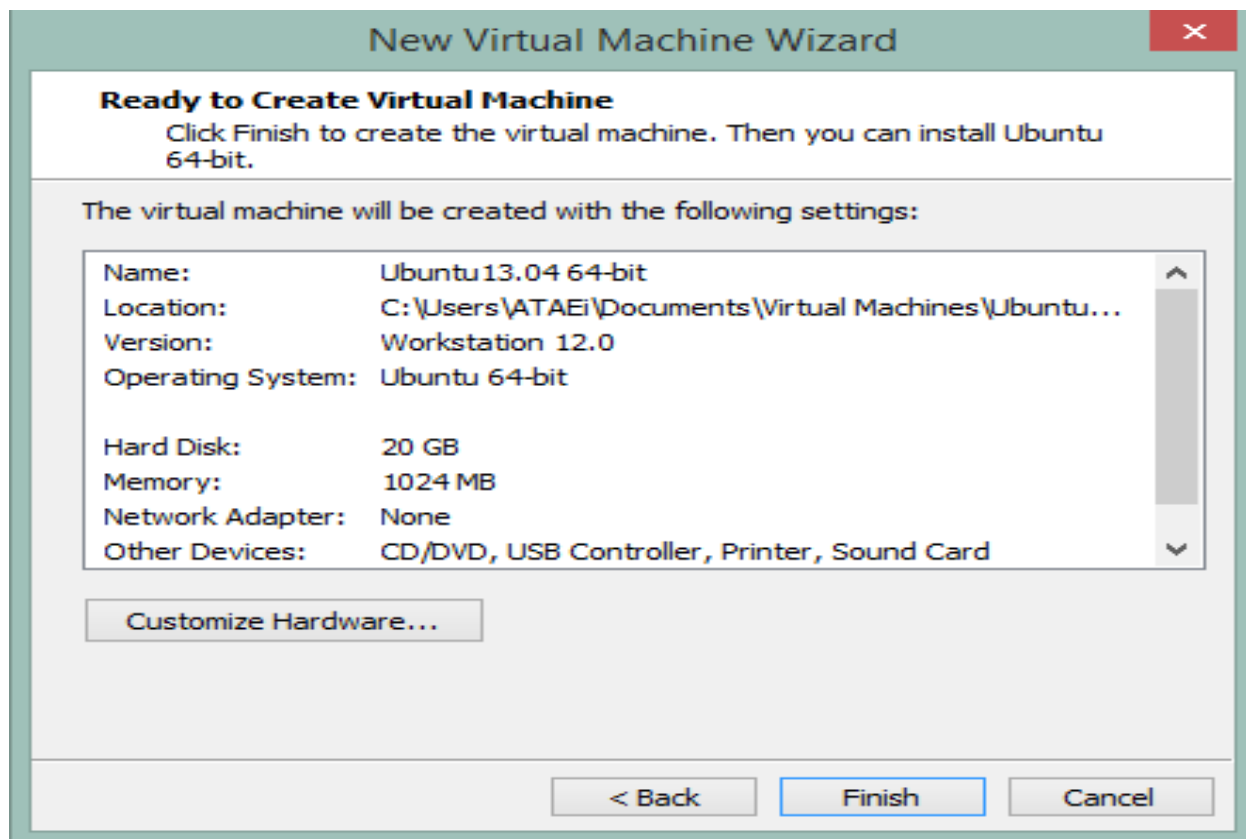 New Virtual Machine Wizard
Ready to Create Virtual Machine
Click Finish to create the virtual machine. Then you can install Ubuntu
64-bit.
The virtual machine will be created with the following settings:
Name: Ubuntu13.04 64-bit
Location: C:\Users\ATAEi\Documents\Virtual Machines\Ubuntu...
Version: Workstation 12.0
Operating System: Ubuntu 64-bit
Hard Disk: 20 GB
Memory: 1024 MB
Network Adapter: None
Other Devices: CD/DVD, USB Controller, Printer, Sound Card
Customize Hardware...
< Back Finish Cancel